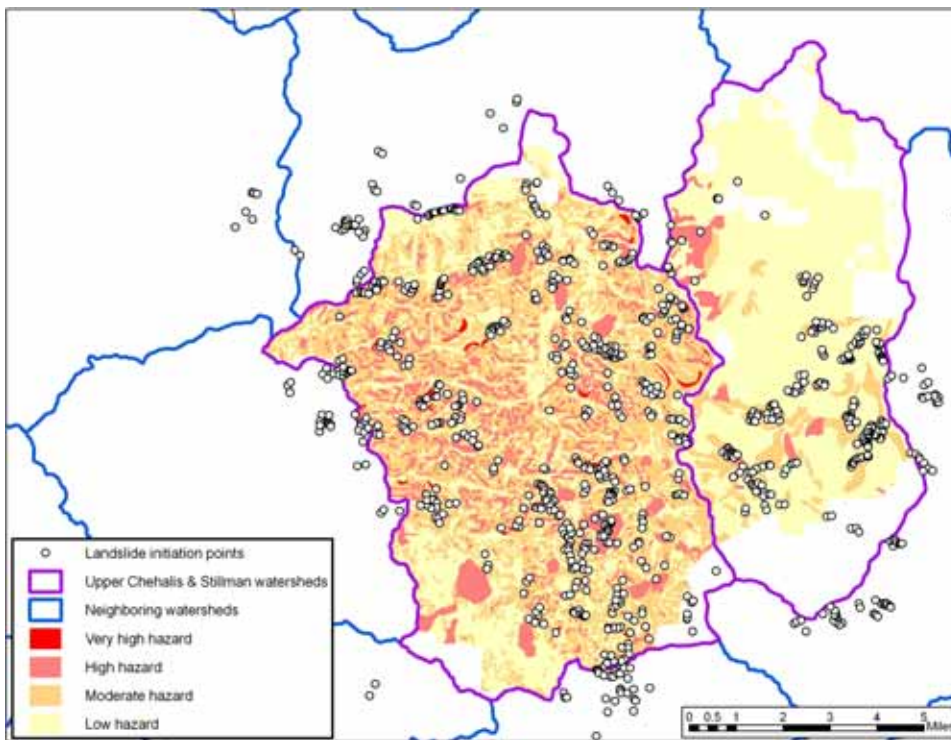 Landslide initiation points
Upper Chehalis & Stillman watersheds
Neighboring watersheds
Very high hazard
High hazard
Moderate hazard
Low hazard
0 0.5 1 2 3 4 5
Miles